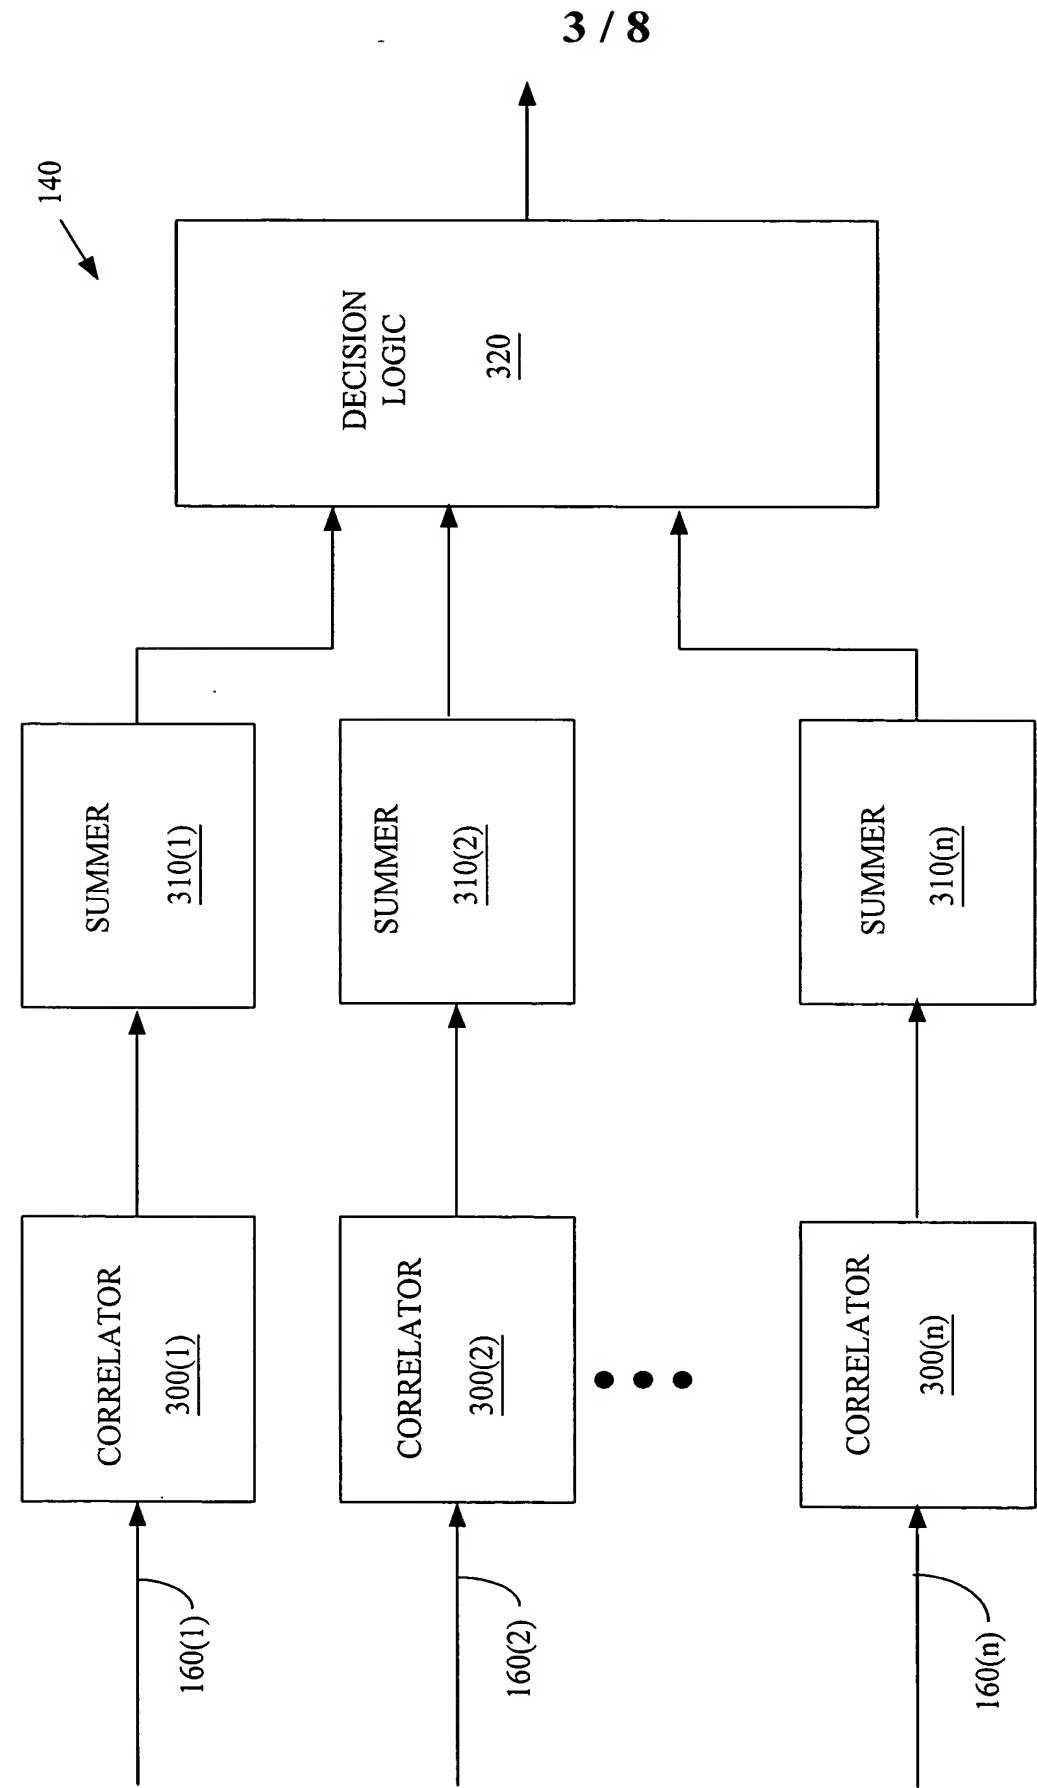 3 / 8
140
160(1)
CORRELATOR
300(1)
SUMMER
310(1)
160(2)
CORRELATOR
300(2)
SUMMER
310(2)
160(n)
CORRELATOR
300(n)
SUMMER
310(n)
DECISION
LOGIC
320